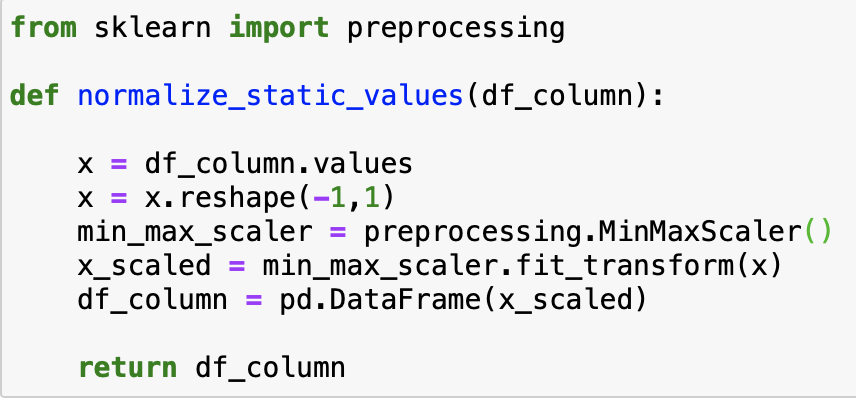 from sklearn import preprocessing
def normalize_static_values(df_column):
    x = df_column.values
    x = x.reshape(-1,1)
    min_max_scaler = preprocessing.MinMaxScaler()
    x_scaled = min_max_scaler.fit_transform(x)
    df_column = pd.DataFrame(x_scaled)
    return df_column